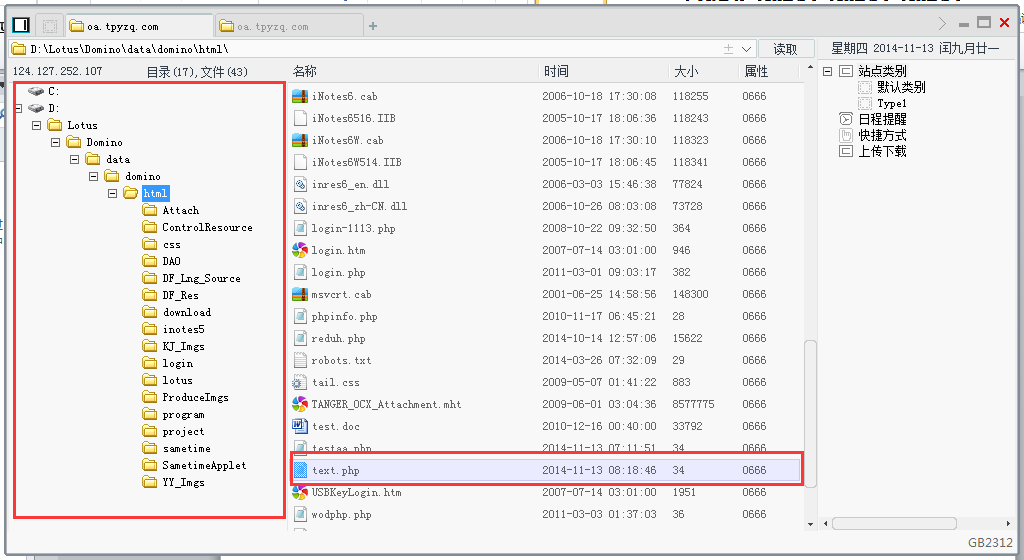 oa.tpyzq.com oa.tpyzq.com +
D:\Lotus\Domino\data\domino\html\ 读取 星期四 2014-11-13 闰九月廿一
124.127.252.107 目录(17),文件(43) 名称 时间 大小 属性
C:
D:
Lotus
Domino
data
domino
html
Attach
ControlResource
css
DAO
DF_Lng_Source
DF_Res
download
inotes5
KJ_Imgs
login
lotus
ProduceImgs
program
project
sametime
SametimeApplet
YY_Imgs
iNotes6.cab 2006-10-18 17:30:08 118255 0666
iNotes6516.IIB 2005-10-17 18:06:36 118243 0666
iNotes6W.cab 2006-10-18 17:30:10 118323 0666
iNotes6W514.IIB 2005-10-17 18:06:45 118341 0666
inres6_en.dll 2006-03-03 15:46:38 77824 0666
inres6_zh-CN.dll 2006-10-26 08:03:08 73728 0666
login-1113.php 2008-10-22 09:32:50 364 0666
login.htm 2007-07-14 03:01:00 946 0666
login.php 2011-03-01 09:03:17 382 0666
msvcrt.cab 2001-06-25 14:58:56 148300 0666
phpinfo.php 2010-11-17 06:45:21 28 0666
reduh.php 2014-10-14 12:57:06 15622 0666
robots.txt 2014-03-26 07:32:09 29 0666
tail.css 2009-05-07 01:41:22 883 0666
TANGER_OCX_Attachment.mht 2009-06-01 03:04:36 8577775 0666
test.doc 2010-12-16 00:40:00 33792 0666
testaa.php 2014-11-13 07:11:51 34 0666
text.php 2014-11-13 08:18:46 34 0666
USBKeyLogin.htm 2007-07-14 03:01:00 1951 0666
wodphp.php 2011-03-03 01:37:03 36 0666
站点类别
默认类别
Type1
日程提醒
快捷方式
上传下载
GB2312